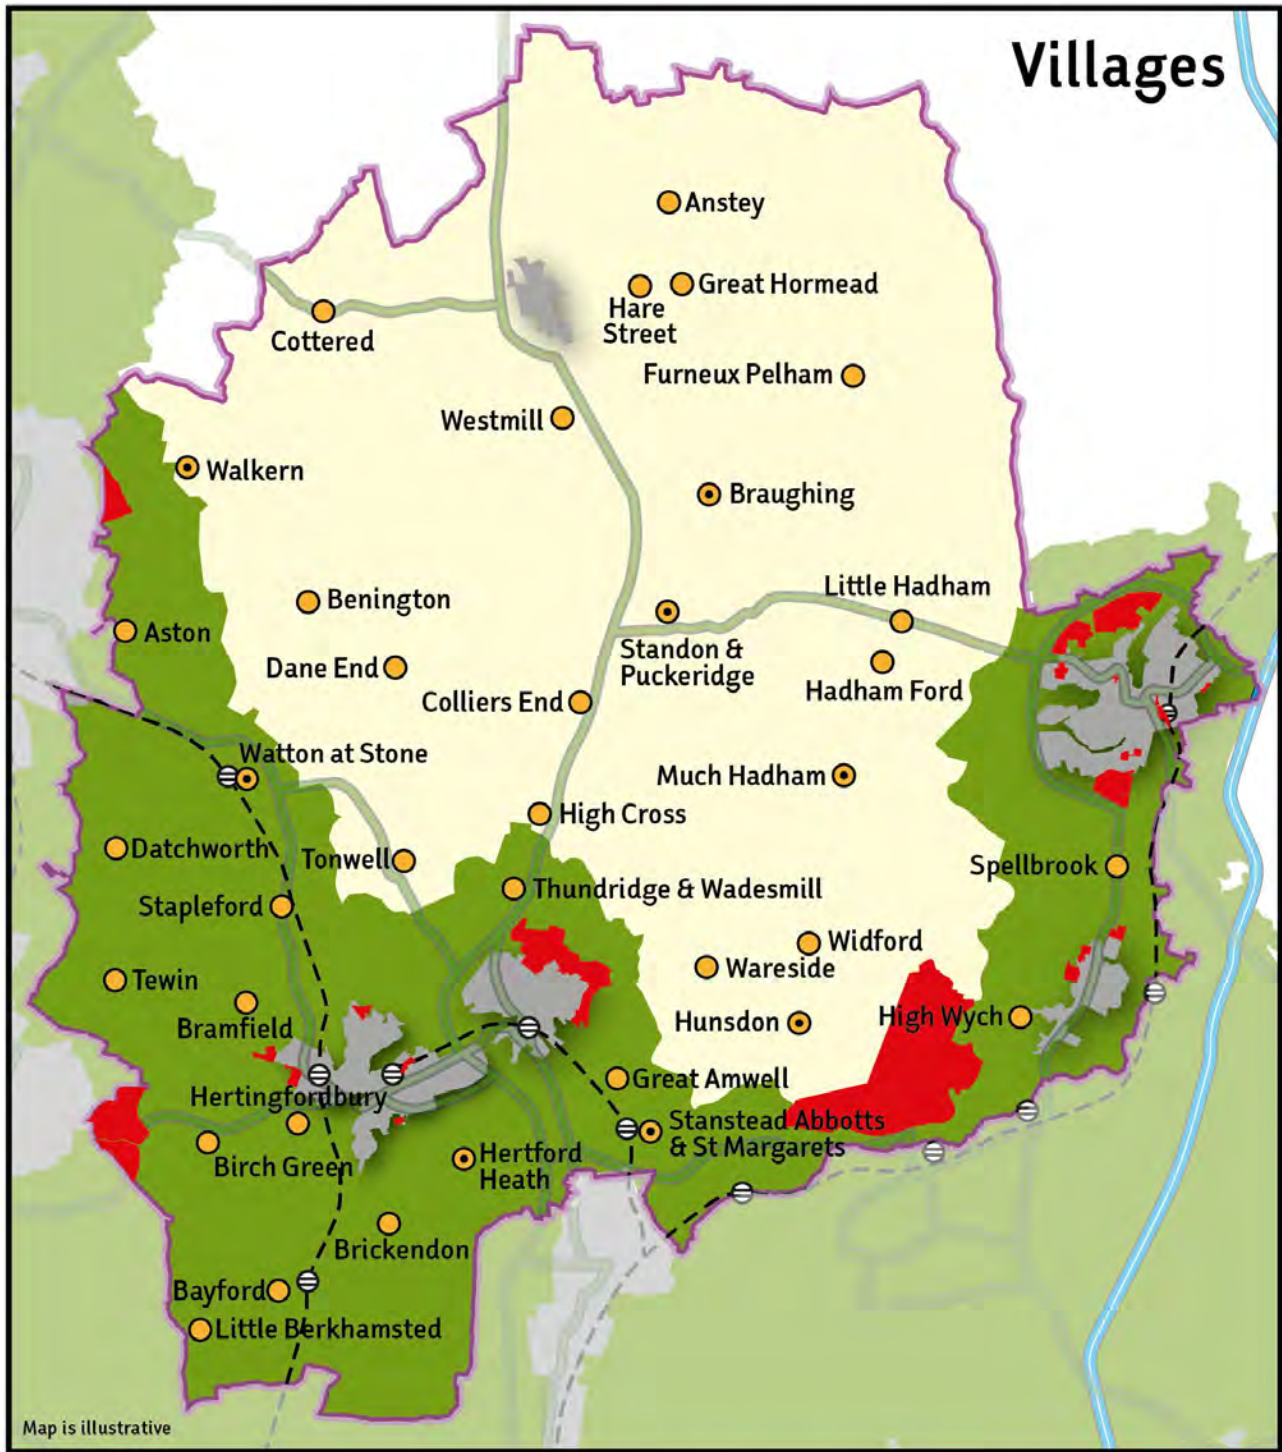 Villages
Anstey
Great Hormead
Hare
Street
Cottered
Furneux Pelham
Westmill
Walkern
Braughing
Little Hadham
Benington
Aston
Standon &
Puckeridge
Dane End
Hadham Ford
Colliers End
Watton at Stone
Much Hadham
High Cross
Datchworth
Tonwell
Spellbrook
Thundridge & Wadesmill
Stapleford
Widford
Wareside
Tewin
Bramfield
Hunsdon
High Wych
Great Amwell
Hertingfordbury
Stanstead Abbotts
& St Margarets
Birch Green
Hertford
Heath
Brickendon
Bayford
Little Berkhamsted
Map is illustrative